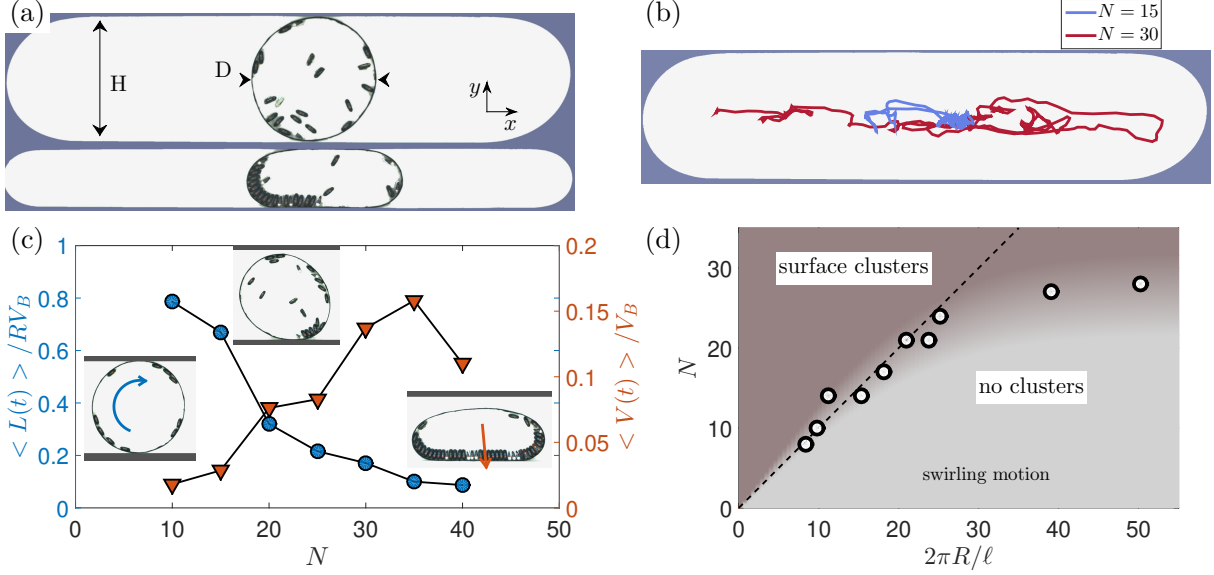 (a)
H
D
y
x
(b)
N = 15
N = 30
(c)
< L(t) > /RV_B
1
0.8
0.6
0.4
0.2
0
0.2
0.15
0.1
0.05
0
< V(t) > /V_B
0 10 20 30 40 50
N
(d)
surface clusters
no clusters
swirling motion
N
30
20
10
0
0 10 20 30 40 50
2πR/ℓ